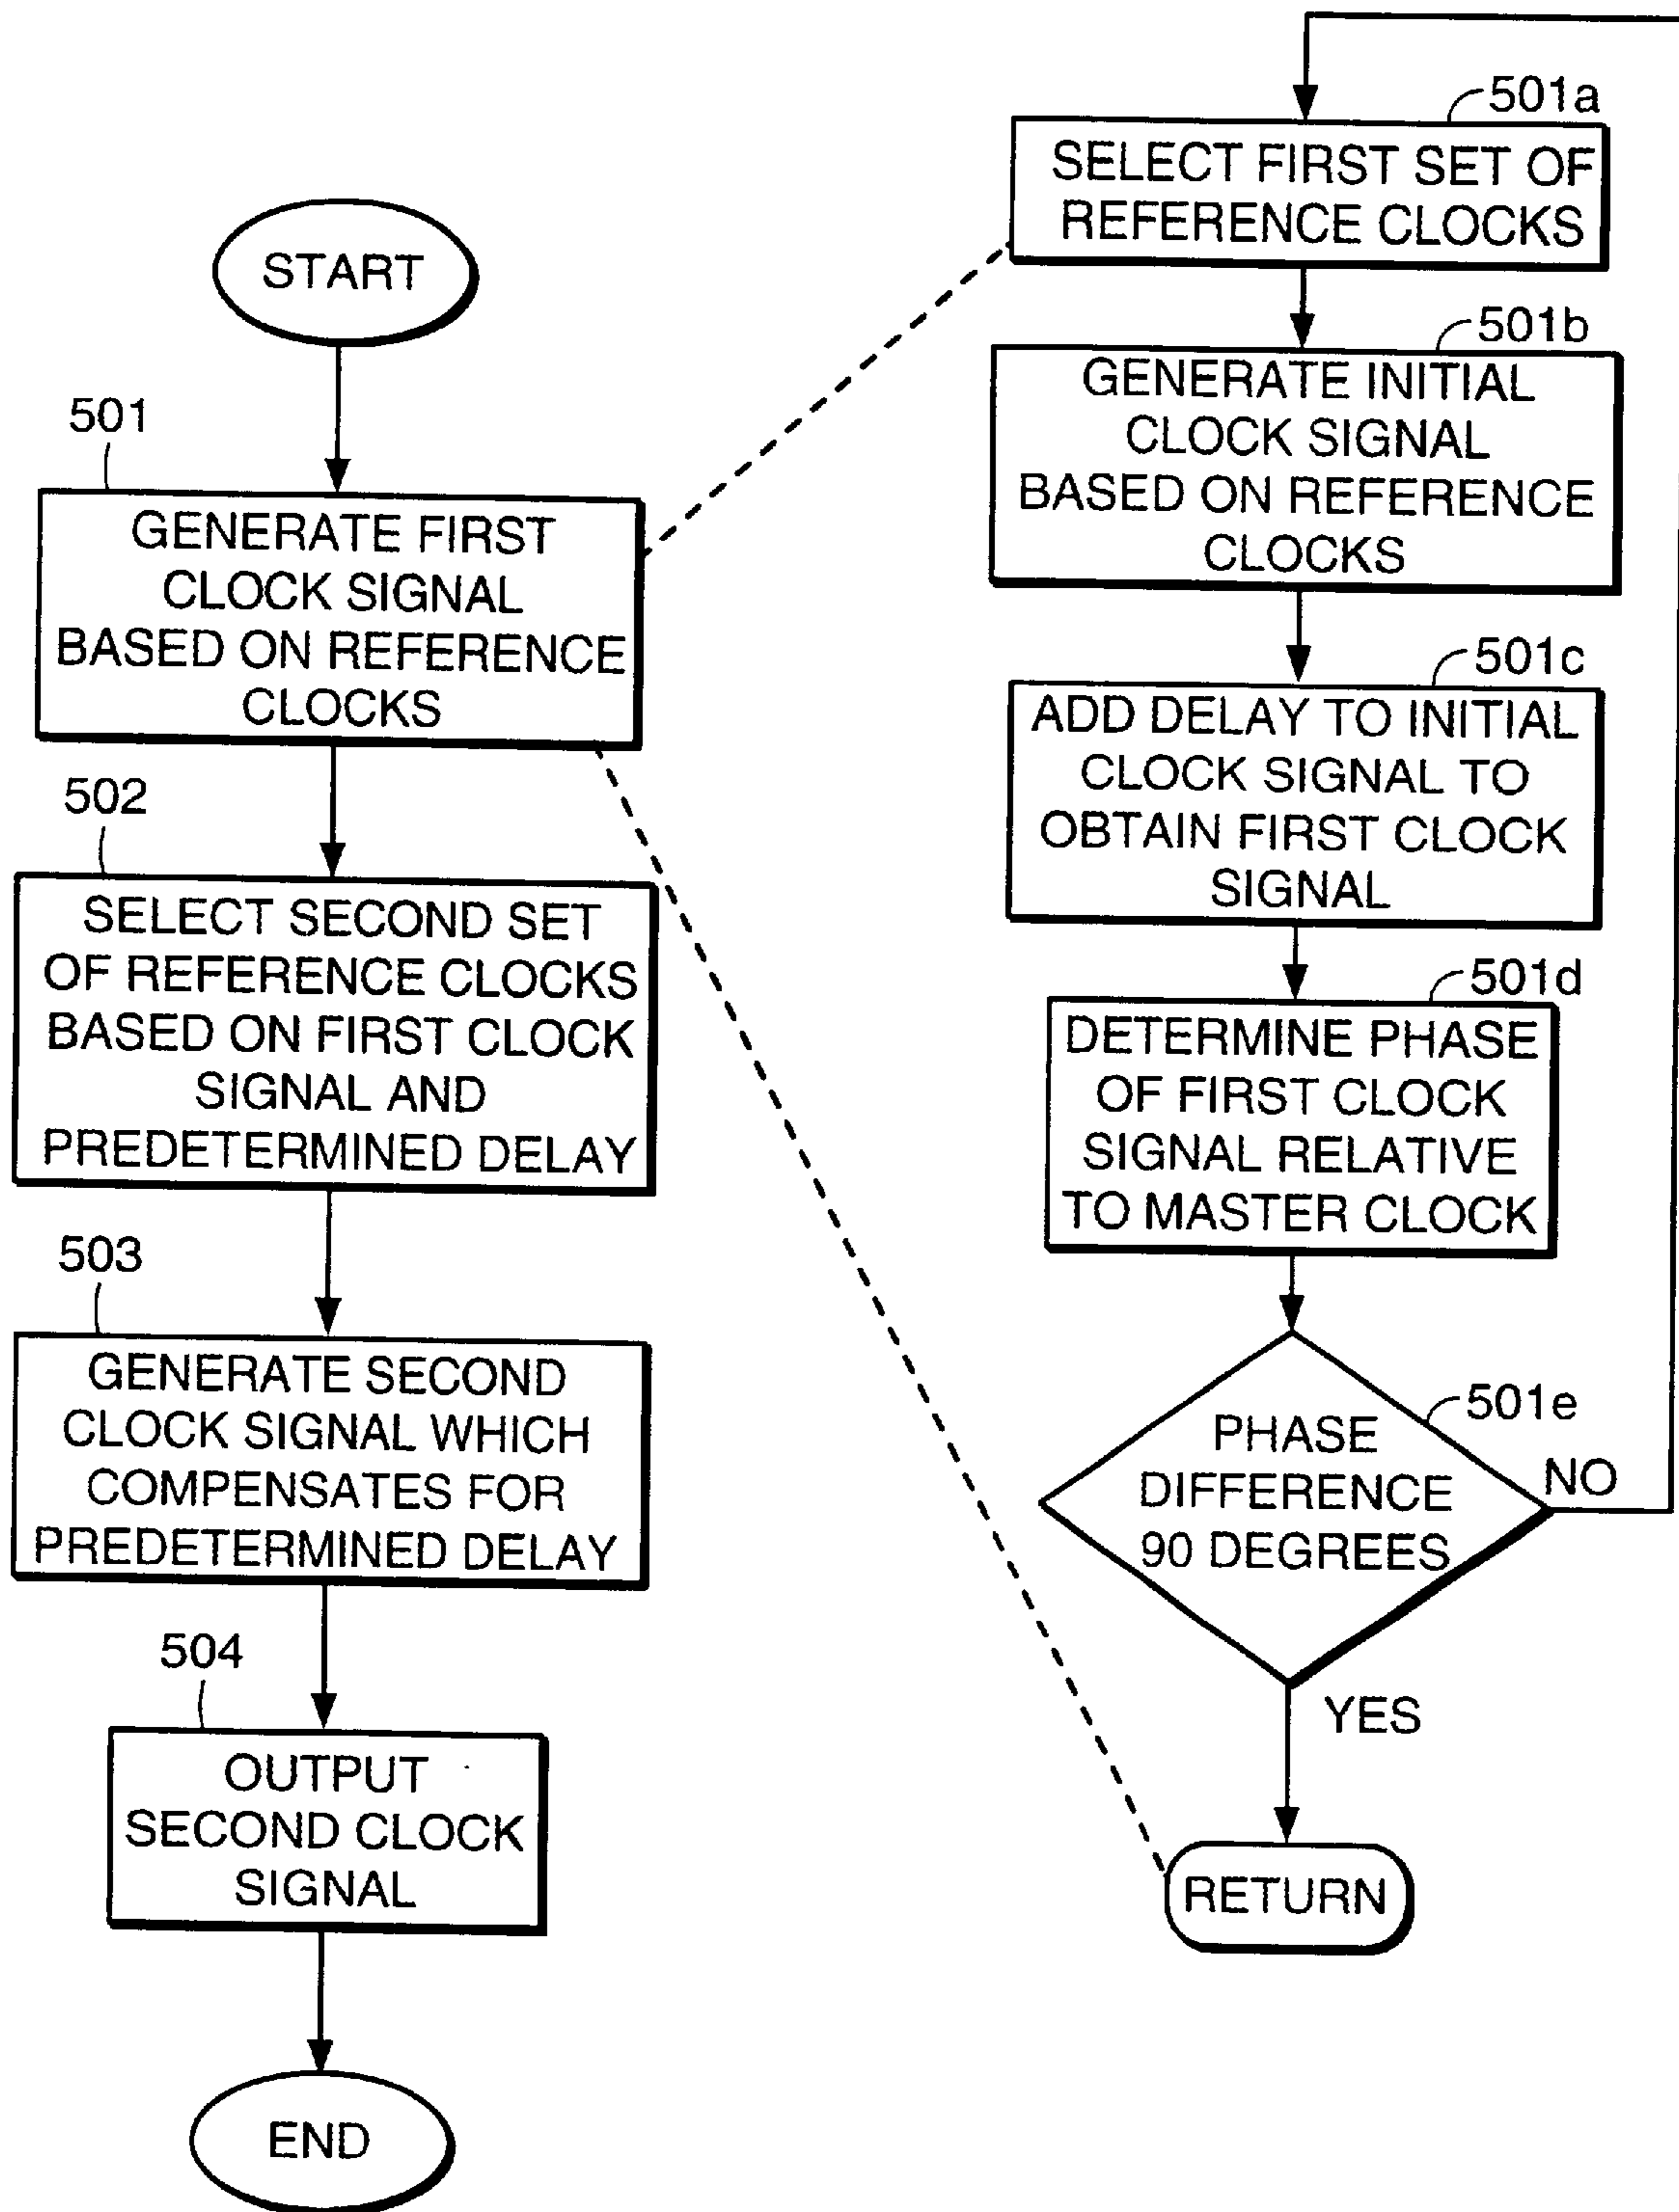 START
501
GENERATE FIRST
CLOCK SIGNAL
BASED ON REFERENCE
CLOCKS
502
SELECT SECOND SET
OF REFERENCE CLOCKS
BASED ON FIRST CLOCK
SIGNAL AND
PREDETERMINED DELAY
503
GENERATE SECOND
CLOCK SIGNAL WHICH
COMPENSATES FOR
PREDETERMINED DELAY
504
OUTPUT
SECOND CLOCK
SIGNAL
END
501a
SELECT FIRST SET OF
REFERENCE CLOCKS
501b
GENERATE INITIAL
CLOCK SIGNAL
BASED ON REFERENCE
CLOCKS
501c
ADD DELAY TO INITIAL
CLOCK SIGNAL TO
OBTAIN FIRST CLOCK
SIGNAL
501d
DETERMINE PHASE
OF FIRST CLOCK
SIGNAL RELATIVE
TO MASTER CLOCK
501e
PHASE
DIFFERENCE
90 DEGREES
NO
YES
RETURN